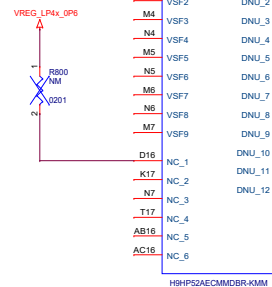 VSF2 DNU_2
VREG_LP4x_0P6
M4 VSF3 DNU_3
N4 VSF4 DNU_4
M5 VSF5 DNU_5
N5 VSF6 DNU_6
M6 VSF7 DNU_7
N6 VSF8 DNU_8
M7 VSF9 DNU_9
1
R800
NM
0201
2
D16 NC_1 DNU_10
K17 NC_2 DNU_11
N7 NC_3 DNU_12
T17 NC_4
AB16 NC_5
AC16 NC_6
H9HP52AECMMDBR-KMM